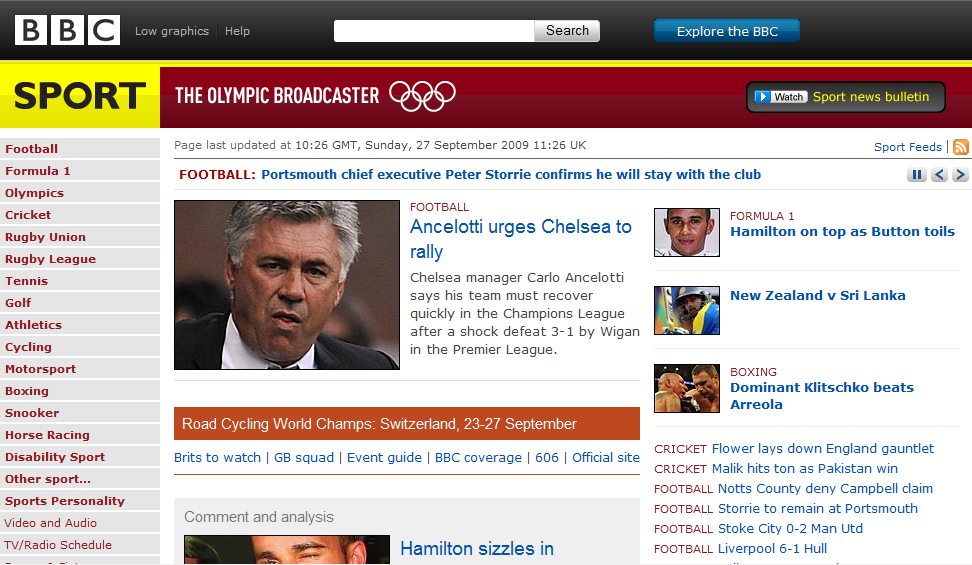 BBC
Low graphics | Help
Search
Explore the BBC
SPORT
THE OLYMPIC BROADCASTER
Watch Sport news bulletin
Football
Formula 1
Olympics
Cricket
Rugby Union
Rugby League
Tennis
Golf
Athletics
Cycling
Motorsport
Boxing
Snooker
Horse Racing
Disability Sport
Other sport...
Sports Personality
Video and Audio
TV/Radio Schedule
Page last updated at 10:26 GMT, Sunday, 27 September 2009 11:26 UK
Sport Feeds |
FOOTBALL: Portsmouth chief executive Peter Storrie confirms he will stay with the club
FOOTBALL
Ancelotti urges Chelsea to
rally
Chelsea manager Carlo Ancelotti
says his team must recover
quickly in the Champions League
after a shock defeat 3-1 by Wigan
in the Premier League.
Road Cycling World Champs: Switzerland, 23-27 September
Brits to watch | GB squad | Event guide | BBC coverage | 606 | Official site
Comment and analysis
Hamilton sizzles in
FORMULA 1
Hamilton on top as Button toils
New Zealand v Sri Lanka
BOXING
Dominant Klitschko beats
Arreola
CRICKET Flower lays down England gauntlet
CRICKET Malik hits ton as Pakistan win
FOOTBALL Notts County deny Campbell claim
FOOTBALL Storrie to remain at Portsmouth
FOOTBALL Stoke City 0-2 Man Utd
FOOTBALL Liverpool 6-1 Hull